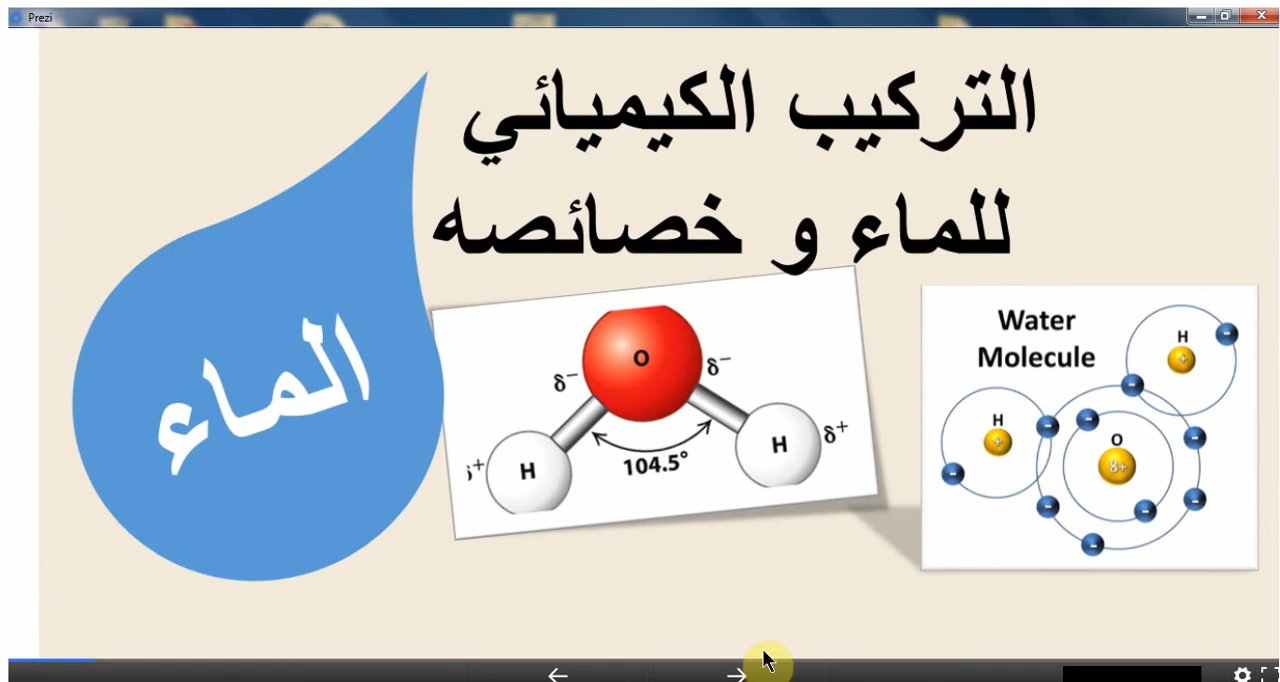 Prezi
التركيب الكيميائي
للماء و خصائصه
الماء
O
δ⁻
δ⁻
H
H
δ⁺
δ⁺
104.5°
Water
Molecule
H
+
H
+
O
8+